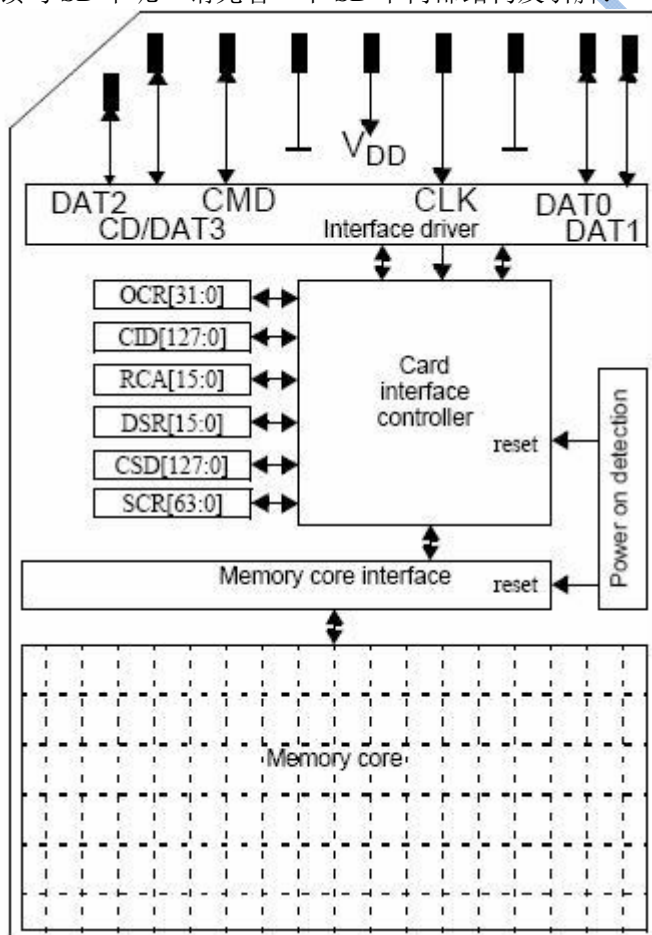 V_DD
DAT2 CMD CLK DAT0
CD/DAT3 Interface driver DAT1
OCR[31:0]
CID[127:0]
RCA[15:0]
DSR[15:0]
CSD[127:0]
SCR[63:0]
Card
interface
controller
reset
Power on detection
Memory core interface reset
Memory core